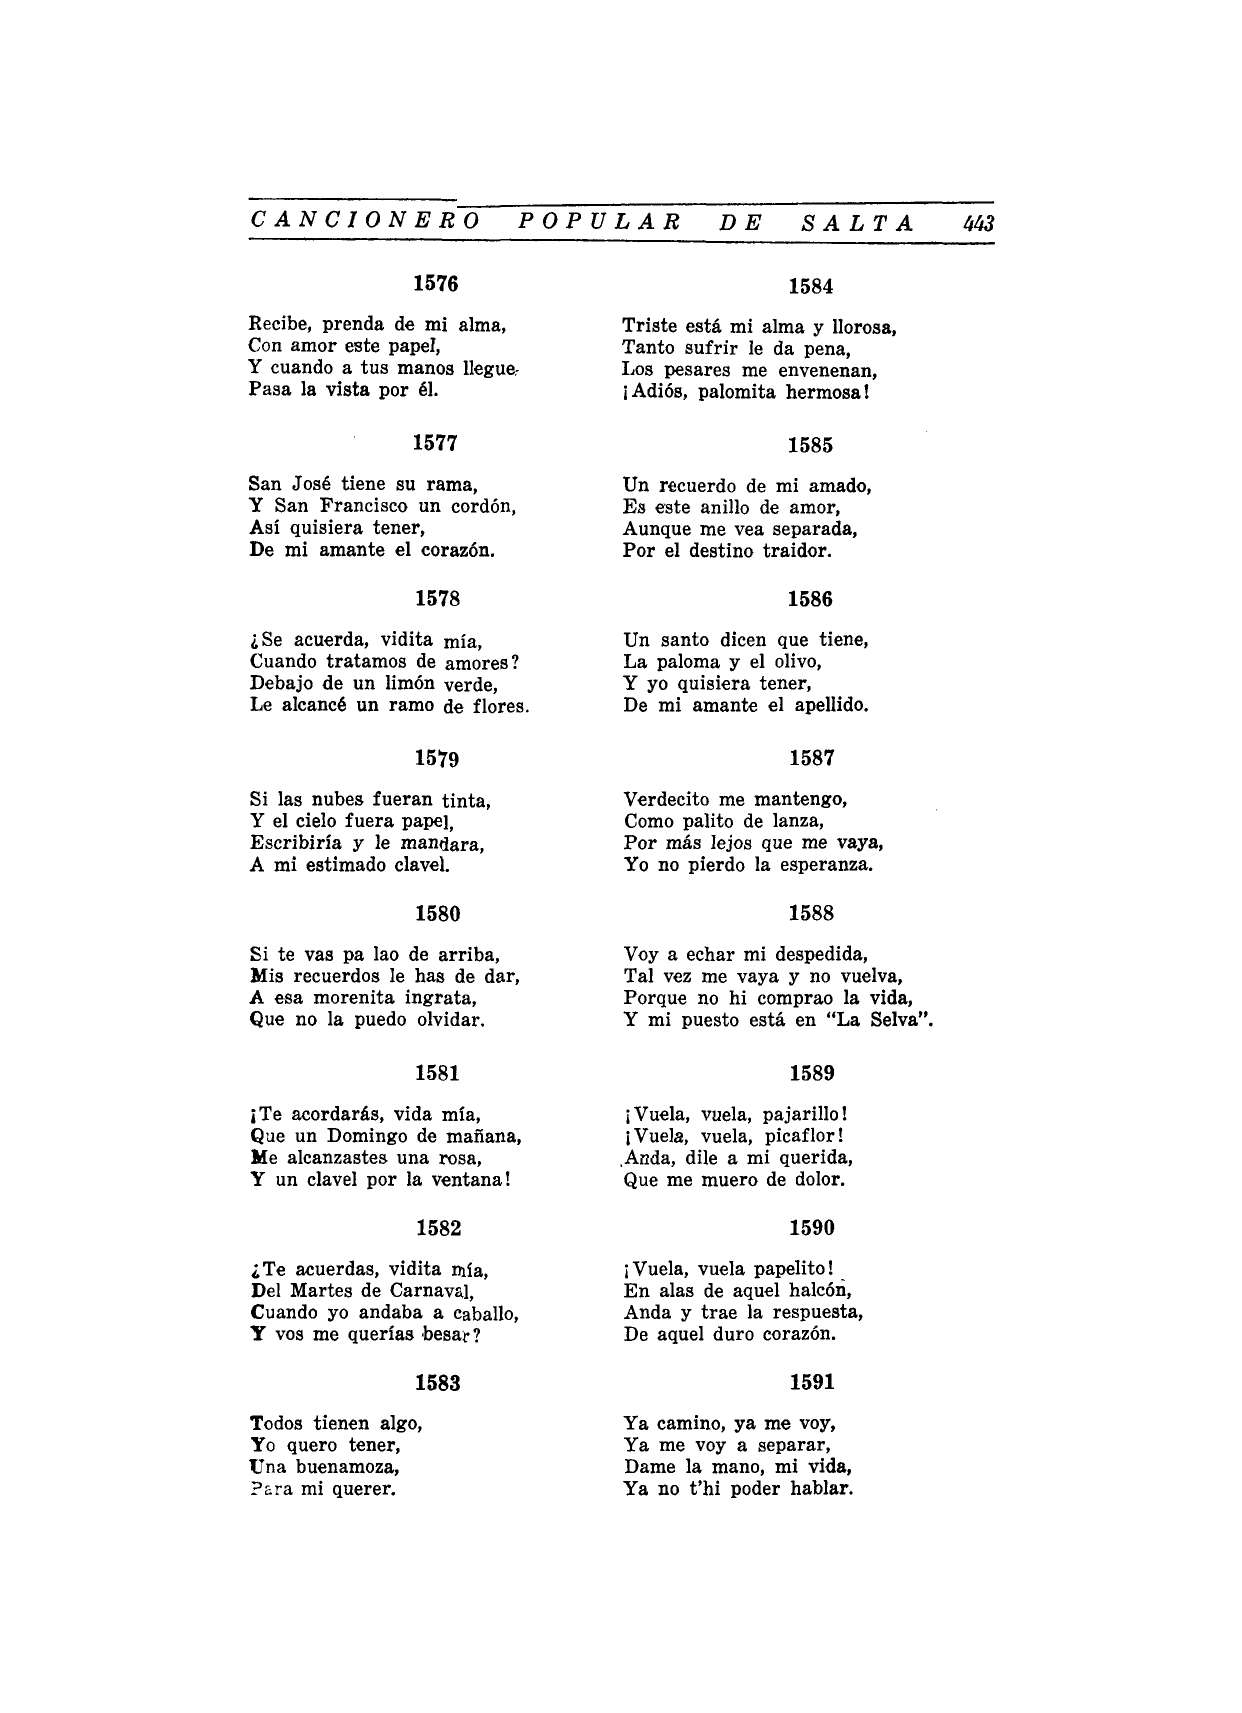 CANCIONERO POPULAR DE SALTA 443
1576
Recibe, prenda de mi alma,
Con amor este papel,
Y cuando a tus manos llegue,
Pasa la vista por él.
1577
San José tiene su rama,
Y San Francisco un cordón,
Así quisiera tener,
De mi amante el corazón.
1578
¿Se acuerda, vidita mía,
Cuando tratamos de amores?
Debajo de un limón verde,
Le alcancé un ramo de flores.
1579
Si las nubes fueran tinta,
Y el cielo fuera papel,
Escribiría y le mandara,
A mi estimado clavel.
1580
Si te vas pa lao de arriba,
Mis recuerdos le has de dar,
A esa morenita ingrata,
Que no la puedo olvidar.
1581
¡Te acordarás, vida mía,
Que un Domingo de mañana,
Me alcanzastes una rosa,
Y un clavel por la ventana!
1582
¿Te acuerdas, vidita mía,
Del Martes de Carnaval,
Cuando yo andaba a caballo,
Y vos me querías besar?
1583
Todos tienen algo,
Yo quero tener,
Una buenamoza,
Para mi querer.
1584
Triste está mi alma y llorosa,
Tanto sufrir le da pena,
Los pesares me envenenan,
¡Adiós, palomita hermosa!
1585
Un recuerdo de mi amado,
Es este anillo de amor,
Aunque me vea separada,
Por el destino traidor.
1586
Un santo dicen que tiene,
La paloma y el olivo,
Y yo quisiera tener,
De mi amante el apellido.
1587
Verdecito me mantengo,
Como palito de lanza,
Por más lejos que me vaya,
Yo no pierdo la esperanza.
1588
Voy a echar mi despedida,
Tal vez me vaya y no vuelva,
Porque no hi comprao la vida,
Y mi puesto está en "La Selva".
1589
¡Vuela, vuela, pajarillo!
¡Vuela, vuela, picaflor!
Anda, dile a mi querida,
Que me muero de dolor.
1590
¡Vuela, vuela papelito!
En alas de aquel halcón,
Anda y trae la respuesta,
De aquel duro corazón.
1591
Ya camino, ya me voy,
Ya me voy a separar,
Dame la mano, mi vida,
Ya no t'hi poder hablar.